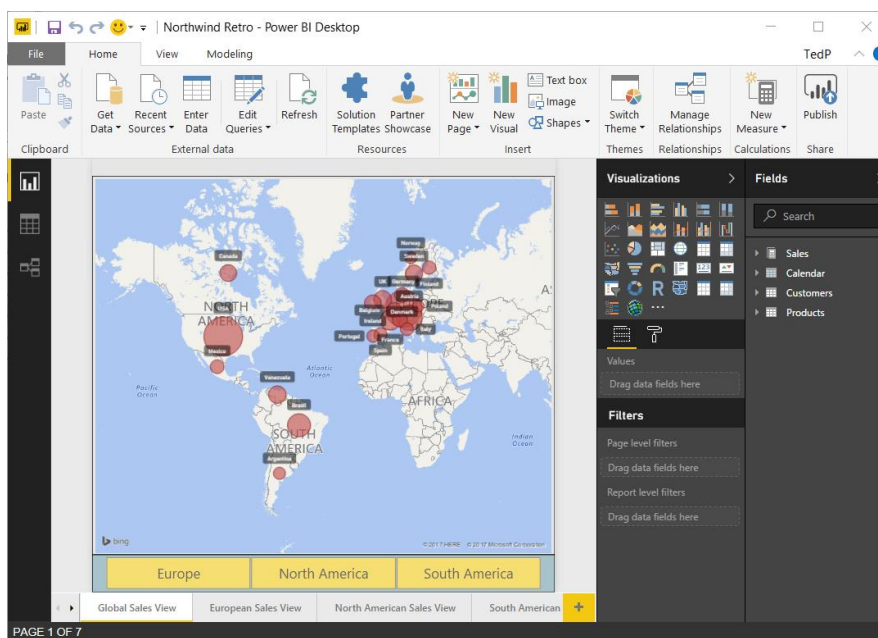 Northwind Retro - Power BI Desktop
File Home View Modeling TedP
Paste
Get Data
Recent Sources
Enter Data
Edit Queries
Refresh
Solution Templates
Partner Showcase
New Page
New Visual
Text box
Image
Shapes
Switch Theme
Manage Relationships
New Measure
Publish
Clipboard External data Resources Insert Themes Relationships Calculations Share
Visualizations
Fields
Search
Sales
Calendar
Customers
Products
Values
Drag data fields here
Filters
Page level filters
Drag data fields here
Report level filters
Drag data fields here
Canada
NORTH AMERICA
USA
Mexico
Norway
Sweden
UK
Germany
Finland
Austria
Belgium
Denmark
Poland
Ireland
Italy
Portugal
France
Spain
Atlantic Ocean
Pacific Ocean
Venezuela
Brazil
AFRICA
SOUTH AMERICA
Argentina
Indian Ocean
bing
© 2017 HERE © 2017 Microsoft Corporation
Europe North America South America
Global Sales View European Sales View North American Sales View South American
PAGE 1 OF 7